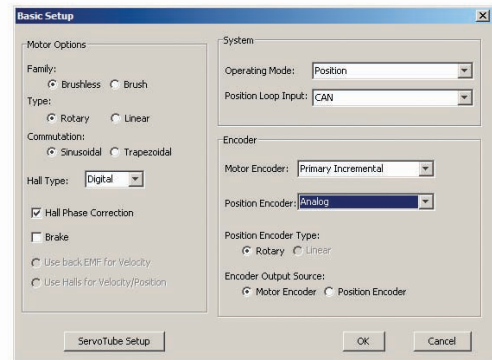 Basic Setup
Motor Options
Family:
Brushless Brush
Type:
Rotary Linear
Commutation:
Sinusoidal Trapezoidal
Hall Type: Digital
Hall Phase Correction
Brake
Use back EMF for Velocity
Use Halls for Velocity/Position
ServoTube Setup
System
Operating Mode: Position
Position Loop Input: CAN
Encoder
Motor Encoder: Primary Incremental
Position Encoder: Analog
Position Encoder Type:
Rotary Linear
Encoder Output Source:
Motor Encoder Position Encoder
OK Cancel